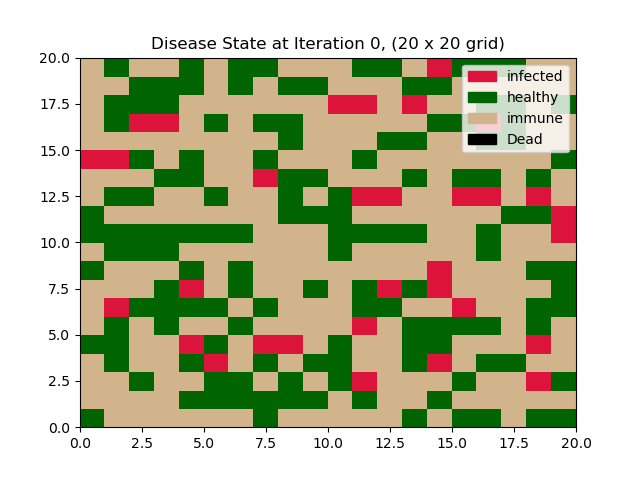 Disease State at Iteration 0, (20 x 20 grid)
20.0
17.5
15.0
12.5
10.0
7.5
5.0
2.5
0.0
infected
healthy
immune
Dead
0.0 2.5 5.0 7.5 10.0 12.5 15.0 17.5 20.0